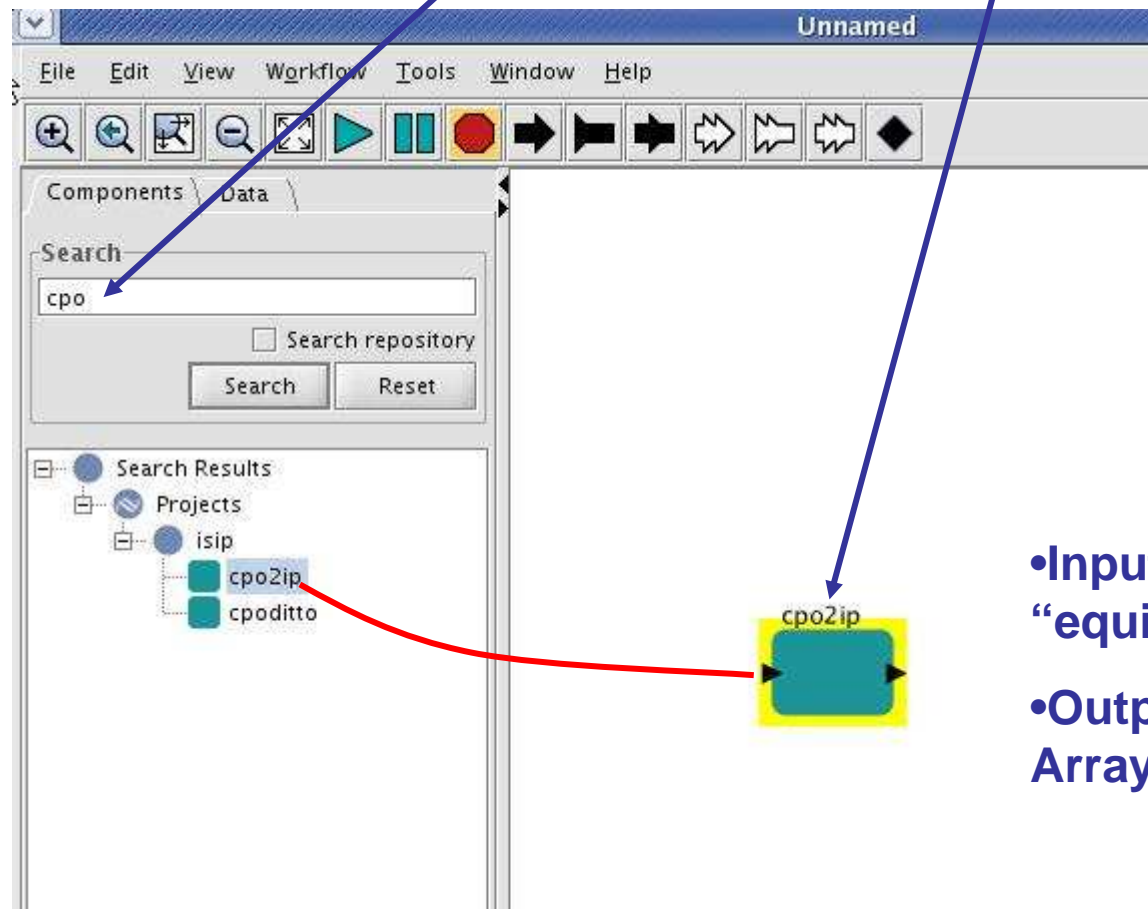 Unnamed
File Edit View Workflow Tools Window Help
Components Data
Search
cpo
Search repository
Search Reset
Search Results
Projects
isip
cpo2ip
cpoditto
cpo2ip
•Inpu
“equi
•Outp
Array